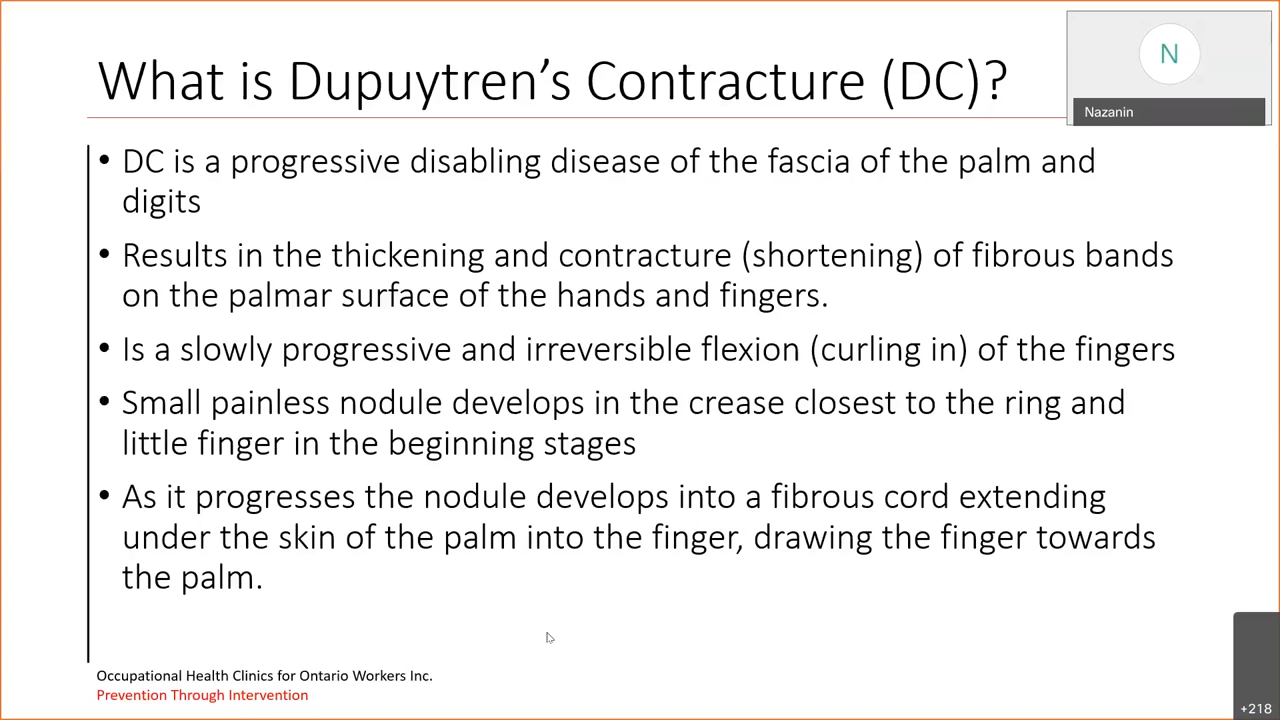 What is Dupuytren’s Contracture (DC)?
N
Nazanin
• DC is a progressive disabling disease of the fascia of the palm and
digits
• Results in the thickening and contracture (shortening) of fibrous bands
on the palmar surface of the hands and fingers.
• Is a slowly progressive and irreversible flexion (curling in) of the fingers
• Small painless nodule develops in the crease closest to the ring and
little finger in the beginning stages
• As it progresses the nodule develops into a fibrous cord extending
under the skin of the palm into the finger, drawing the finger towards
the palm.
Occupational Health Clinics for Ontario Workers Inc.
Prevention Through Intervention
+218